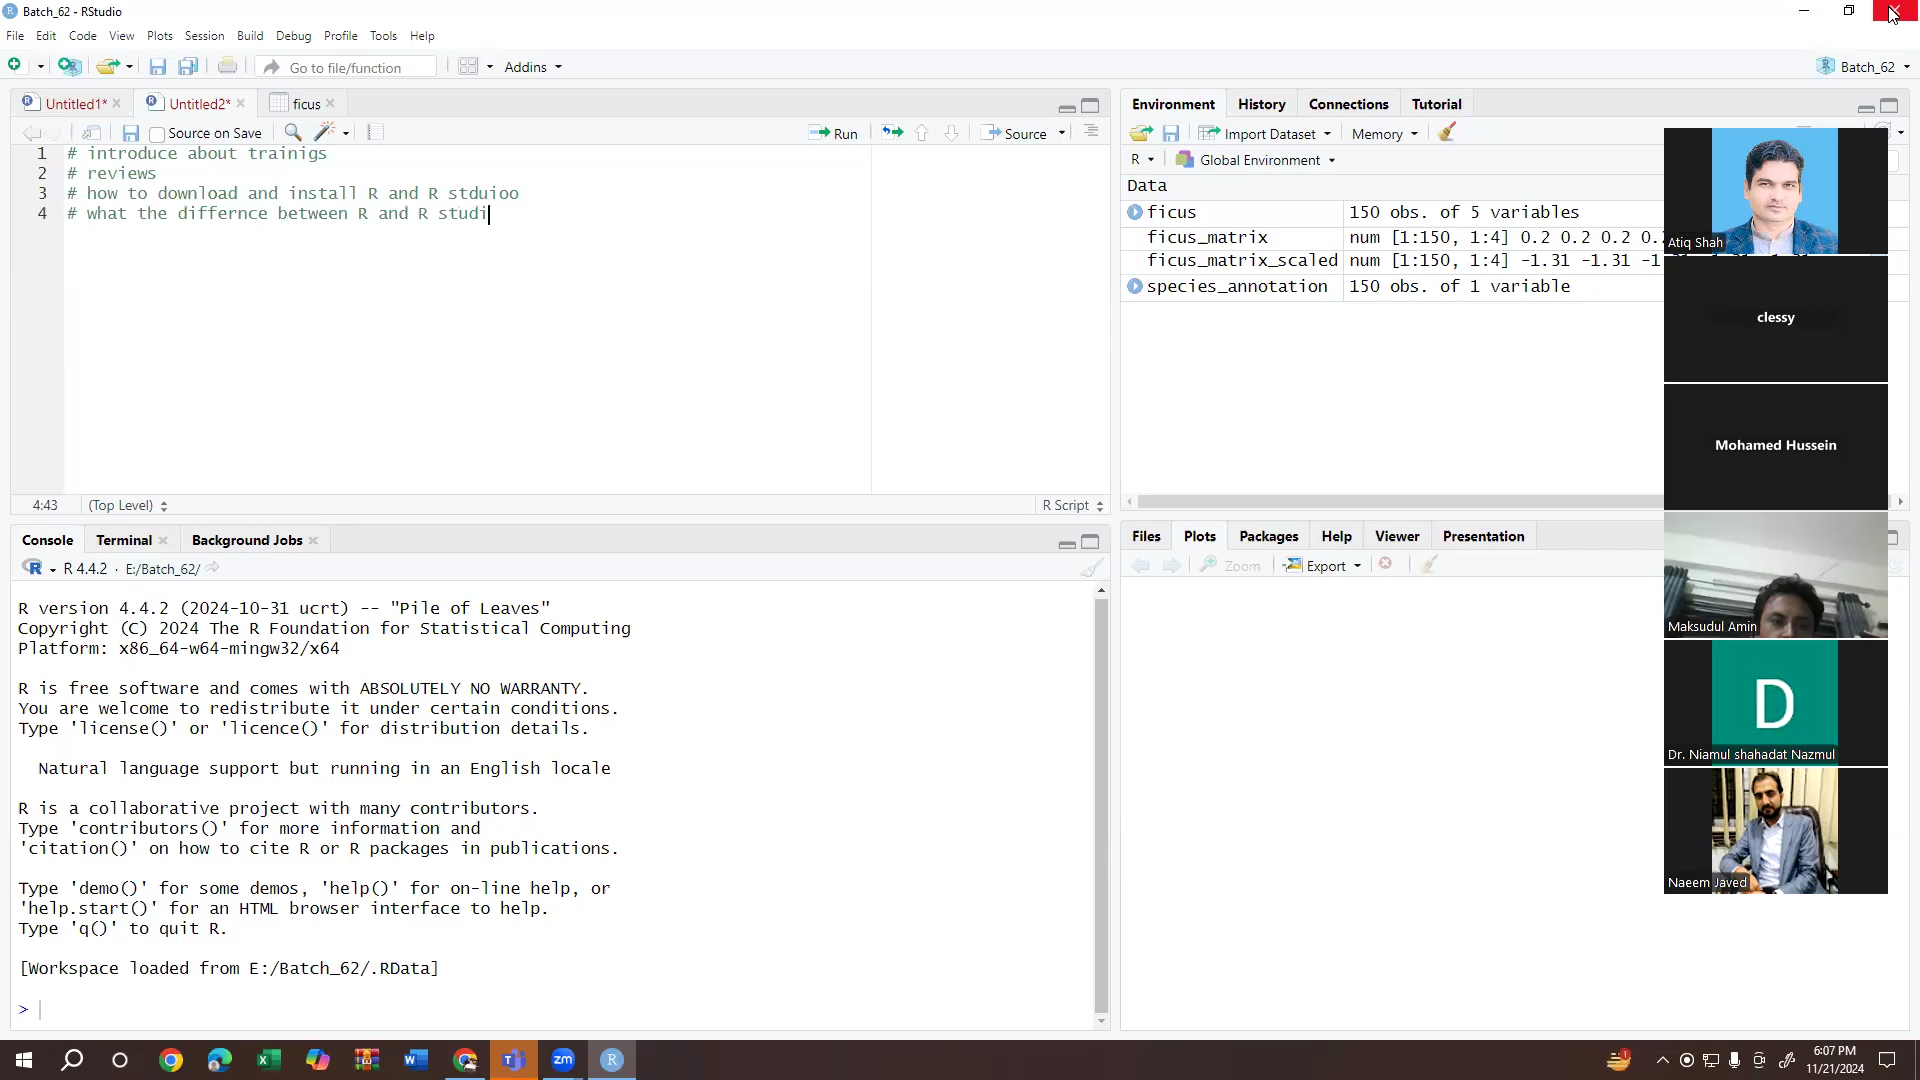 Batch_62 - RStudio
File Edit Code View Plots Session Build Debug Profile Tools Help
Go to file/function Addins Batch_62
Untitled1* Untitled2* ficus
Source on Save Run Source
1 # introduce about trainigs
2 # reviews
3 # how to download and install R and R stduioo
4 # what the differnce between R and R studi
4:43 (Top Level) R Script
Console Terminal Background Jobs
R 4.4.2 · E:/Batch_62/
R version 4.4.2 (2024-10-31 ucrt) -- "Pile of Leaves"
Copyright (C) 2024 The R Foundation for Statistical Computing
Platform: x86_64-w64-mingw32/x64
R is free software and comes with ABSOLUTELY NO WARRANTY.
You are welcome to redistribute it under certain conditions.
Type 'license()' or 'licence()' for distribution details.
Natural language support but running in an English locale
R is a collaborative project with many contributors.
Type 'contributors()' for more information and
'citation()' on how to cite R or R packages in publications.
Type 'demo()' for some demos, 'help()' for on-line help, or
'help.start()' for an HTML browser interface to help.
Type 'q()' to quit R.
[Workspace loaded from E:/Batch_62/.RData]
>
Environment History Connections Tutorial
Import Dataset Memory
R Global Environment
Data
ficus 150 obs. of 5 variables
ficus_matrix num [1:150, 1:4] 0.2 0.2 0.2 0.
ficus_matrix_scaled num [1:150, 1:4] -1.31 -1.31 -1
species_annotation 150 obs. of 1 variable
Files Plots Packages Help Viewer Presentation
Zoom Export
Atiq Shah
clessy
Mohamed Hussein
Maksudul Amin
D
Dr. Niamul shahadat Nazmul
Naeem Javed
zm
6:07 PM
11/21/2024